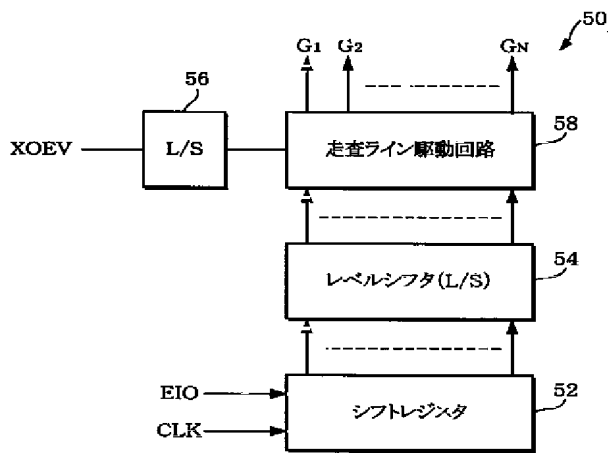 50
G1 G2 GN
56
58
XOEV L/S 走査ライン駆動回路
54
レベルシフタ(L/S)
52
EIO
シフトレジスタ
CLK